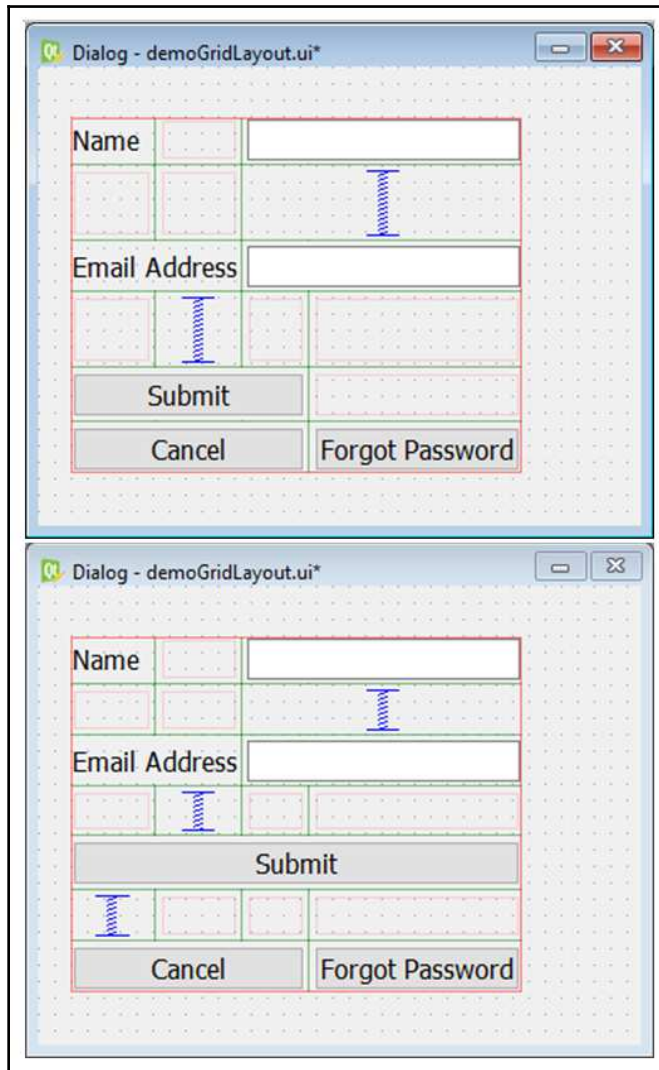 Dialog - demoGridLayout.ui*
Name
Email Address
Submit
Cancel Forgot Password
Dialog - demoGridLayout.ui*
Name
Email Address
Submit
Cancel Forgot Password